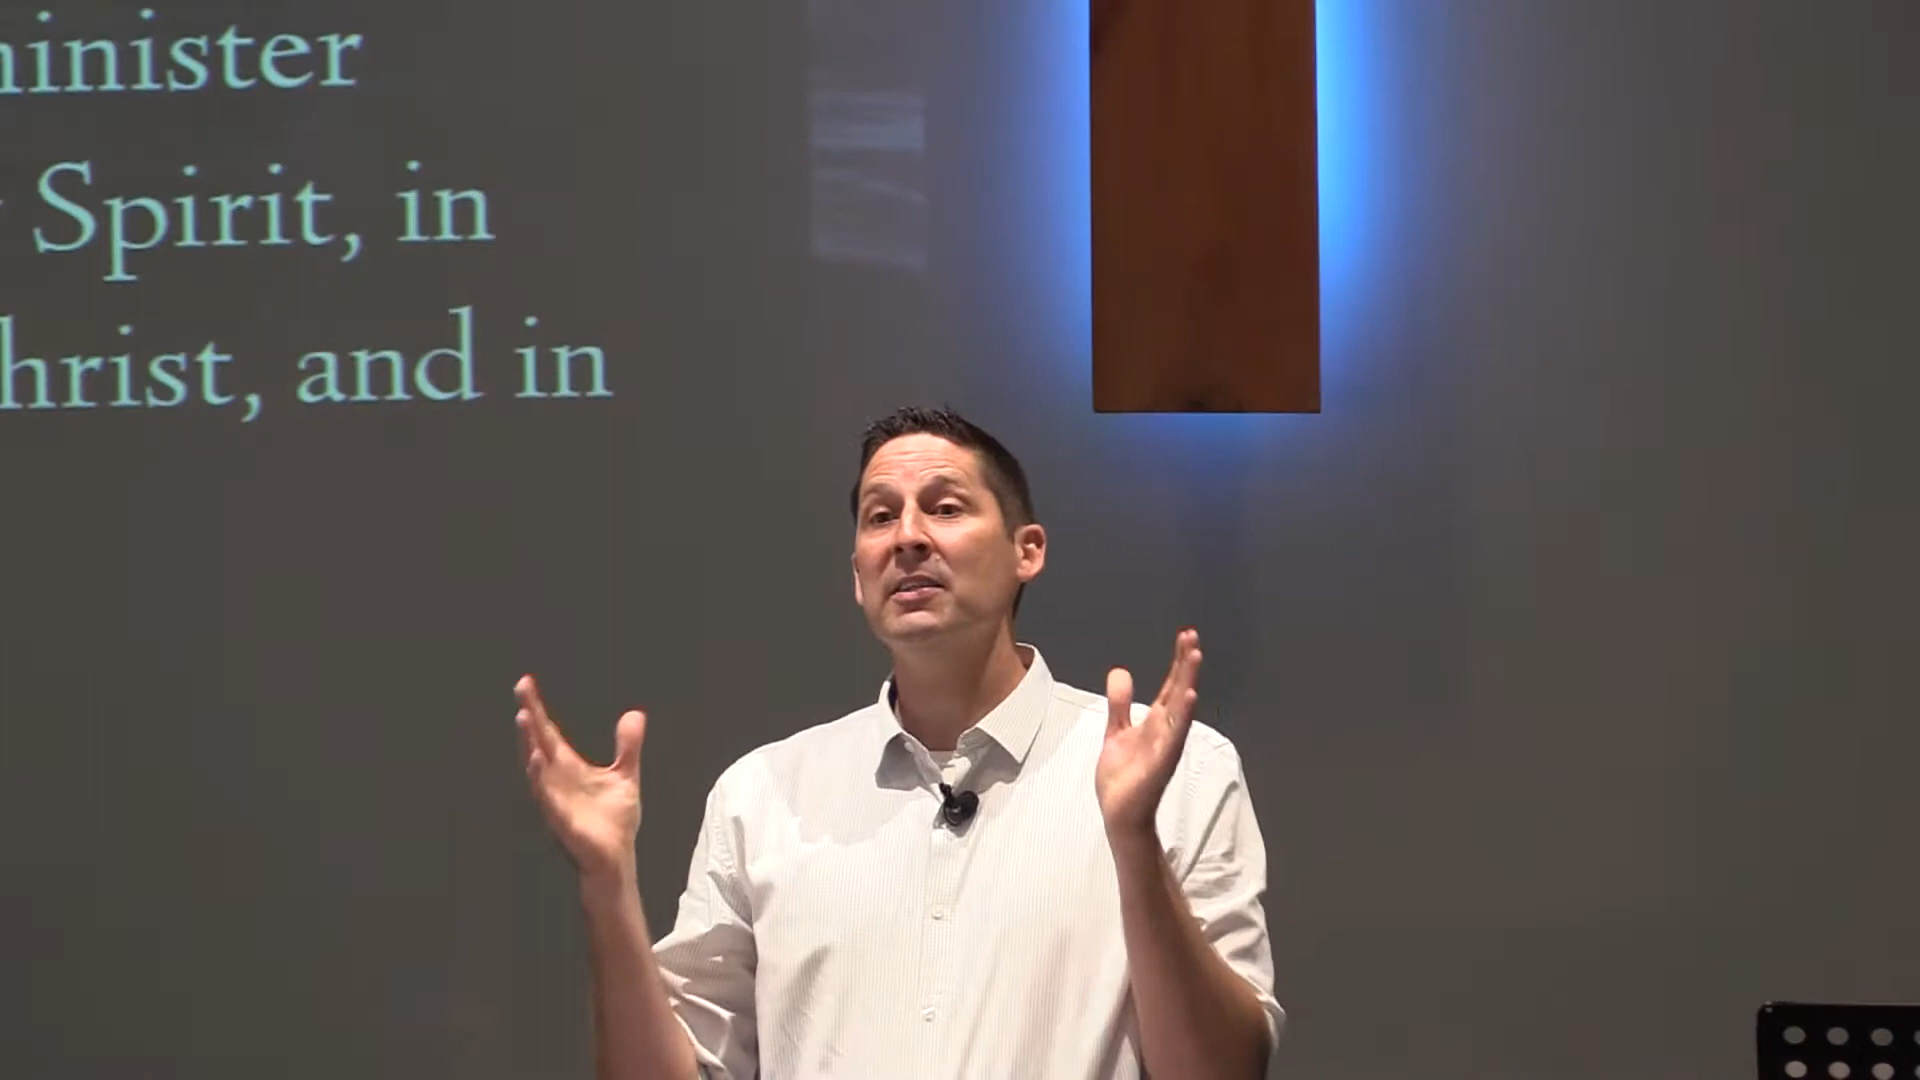 inister
Spirit, in
hrist, and in